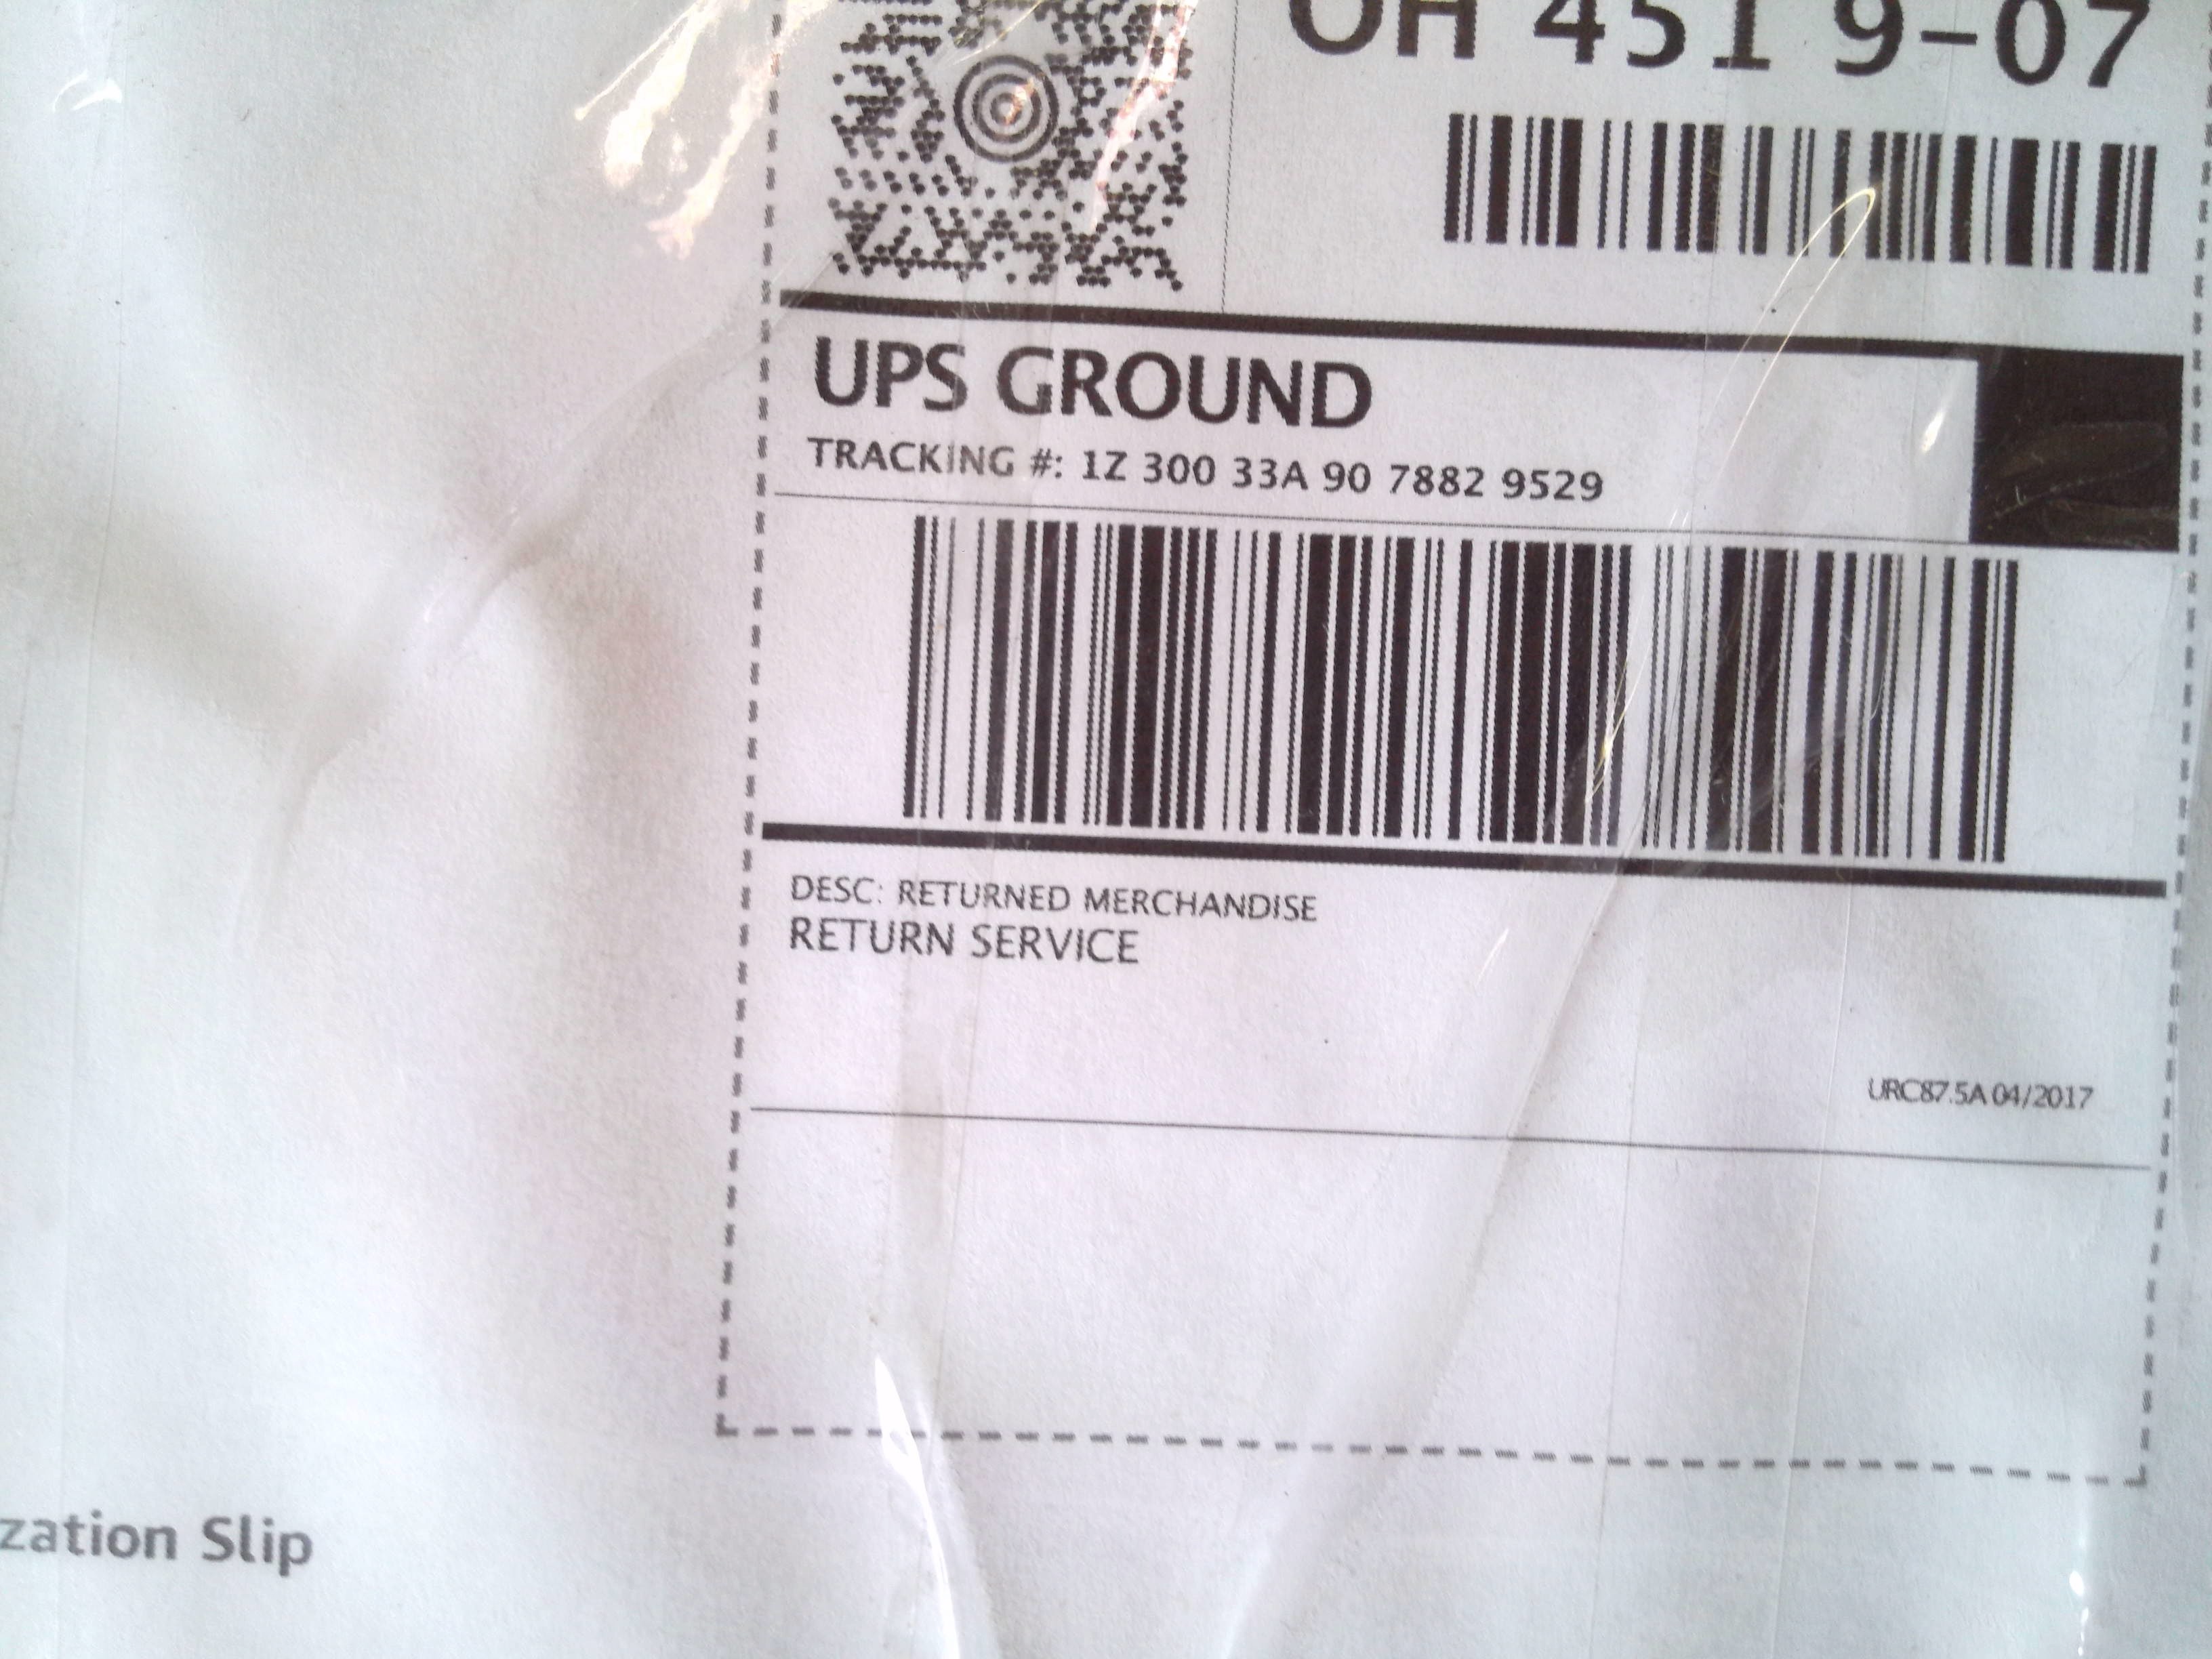 OH 451 9-07
UPS GROUND
TRACKING #: 1Z 300 33A 90 7882 9529
DESC: RETURNED MERCHANDISE
RETURN SERVICE
URC87.5A 04/2017
zation Slip